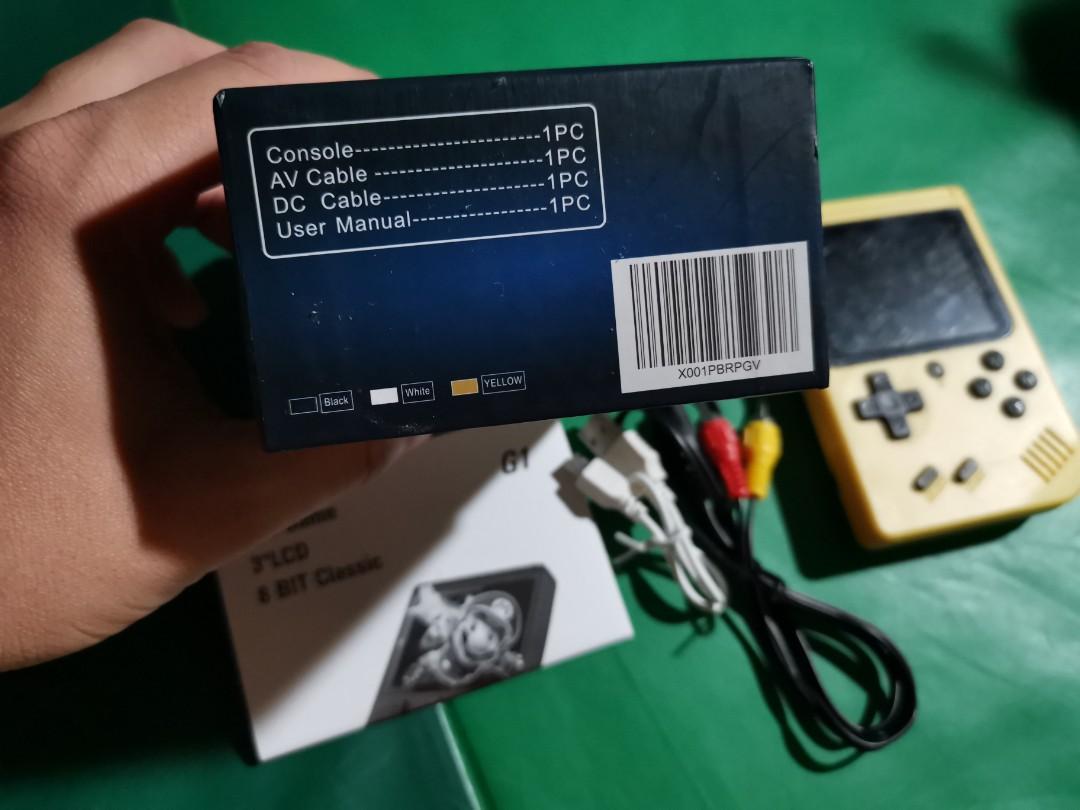 Console-----------------------1PC
AV Cable ---------------------1PC
DC Cable--------------------1PC
User Manual-----------------1PC
X001PBRPGV
Black
White
YELLOW
G1
3"LCD
8 BIT Classic